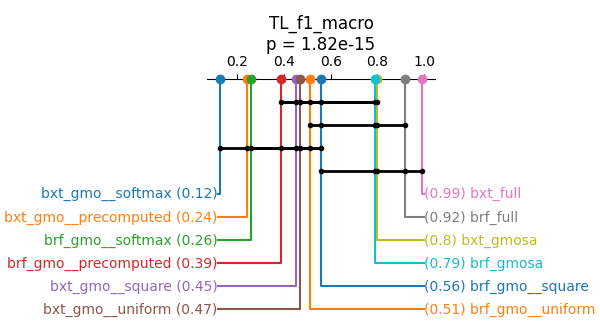 TL_f1_macro
p = 1.82e-15
0.2 0.4 0.6 0.8 1.0
bxt_gmo__softmax (0.12) (0.99) bxt_full
bxt_gmo__precomputed (0.24) (0.92) brf_full
brf_gmo__softmax (0.26) (0.8) bxt_gmosa
brf_gmo__precomputed (0.39) (0.79) brf_gmosa
bxt_gmo__square (0.45) (0.56) brf_gmo__square
bxt_gmo__uniform (0.47) (0.51) brf_gmo__uniform